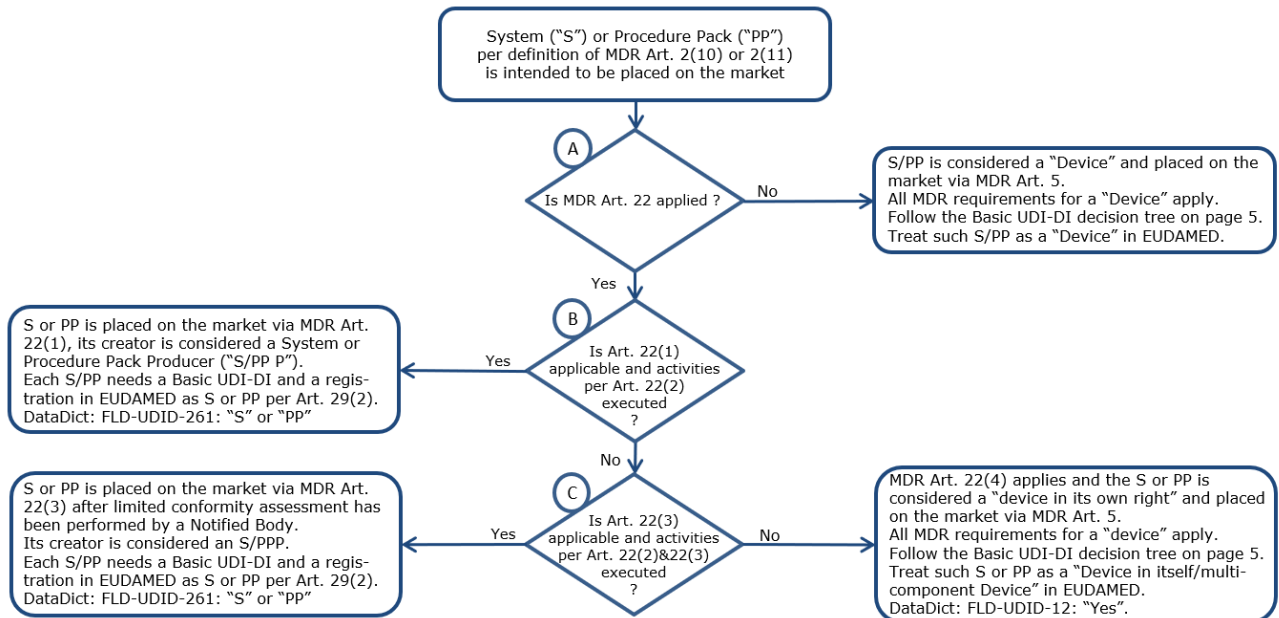 System (“S”) or Procedure Pack (“PP”)
per definition of MDR Art. 2(10) or 2(11)
is intended to be placed on the market
A
Is MDR Art. 22 applied ?
No
S/PP is considered a “Device” and placed on the
market via MDR Art. 5.
All MDR requirements for a “Device” apply.
Follow the Basic UDI-DI decision tree on page 5.
Treat such S/PP as a “Device” in EUDAMED.
Yes
B
Is Art. 22(1)
applicable and activities
per Art. 22(2)
executed
?
Yes
S or PP is placed on the market via MDR Art.
22(1), its creator is considered a System or
Procedure Pack Producer (“S/PP P”).
Each S/PP needs a Basic UDI-DI and a regis-
tration in EUDAMED as S or PP per Art. 29(2).
DataDict: FLD-UDID-261: “S” or “PP”
No
C
Is Art. 22(3)
applicable and activities
per Art. 22(2)&22(3)
executed
?
Yes
S or PP is placed on the market via MDR Art.
22(3) after limited conformity assessment has
been performed by a Notified Body.
Its creator is considered an S/PPP.
Each S/PP needs a Basic UDI-DI and a regis-
tration in EUDAMED as S or PP per Art. 29(2).
DataDict: FLD-UDID-261: “S” or “PP”
No
MDR Art. 22(4) applies and the S or PP is
considered a “device in its own right” and placed
on the market via MDR Art. 5.
All MDR requirements for a “device” apply.
Follow the Basic UDI-DI decision tree on page 5.
Treat such S or PP as a “Device in itself/multi-
component Device” in EUDAMED.
DataDict: FLD-UDID-12: “Yes”.